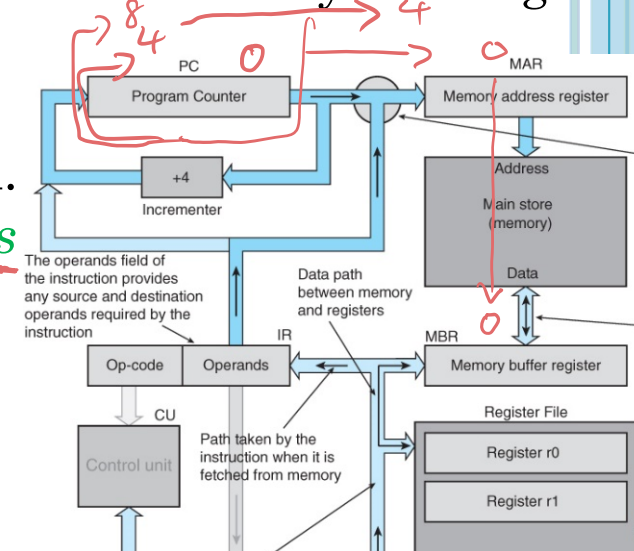 8 4
4
0
0
PC
MAR
Program Counter
Memory address register
+4
Incrementer
Address
Main store
(memory)
Data
0
s
The operands field of
the instruction provides
any source and destination
operands required by the
instruction
Data path
between memory
and registers
IR
MBR
Op-code
Operands
Memory buffer register
CU
Control unit
Path taken by the
instruction when it is
fetched from memory
Register File
Register r0
Register r1